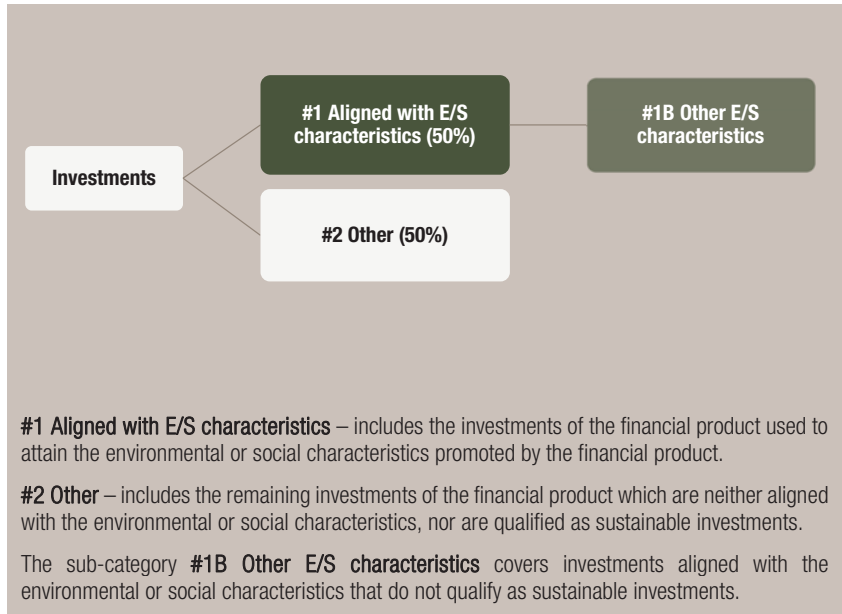 #1 Aligned with E/S
characteristics (50%)
#1B Other E/S
characteristics
Investments
#2 Other (50%)
#1 Aligned with E/S characteristics – includes the investments of the financial product used to
attain the environmental or social characteristics promoted by the financial product.
#2 Other – includes the remaining investments of the financial product which are neither aligned
with the environmental or social characteristics, nor are qualified as sustainable investments.
The sub-category #1B Other E/S characteristics covers investments aligned with the
environmental or social characteristics that do not qualify as sustainable investments.